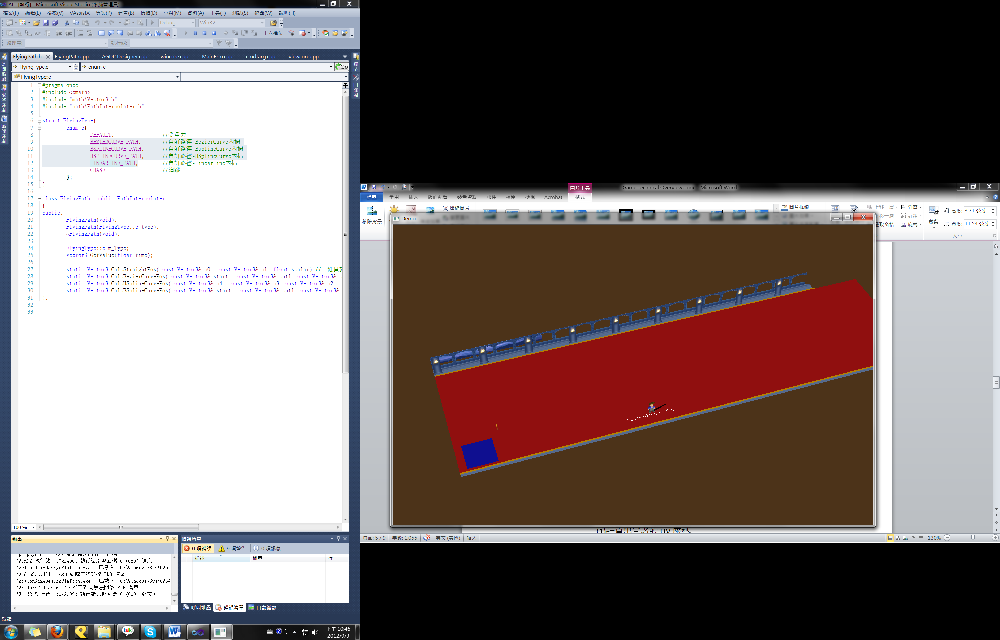 ALL [執行] - Microsoft Visual Studio (系統管理員)
檔案(F) 編輯(E) 檢視(V) VAssistX 專案(P) 建置(B) 偵錯(D) 小組(M) 資料(A) 工具(T) 測試(S) 視窗(W) 說明(H)
Debug Win32
十六進位
處理序: 執行緒:
FlyingPath.h FlyingPath.cpp AGDP Designer.cpp wincore.cpp MainFrm.cpp cmdtarg.cpp viewcore.cpp
FlyingType.e enum e Go
FlyingType::e
方案總管
類別檢視
資源檢視
屬性
工具箱
1 #pragma once
2 #include <cmath>
3 #include "math\Vector3.h"
4 #include "path\PathInterpolater.h"
5
6 struct FlyingType{
7 enum e{
8 DEFAULT, //受重力
9 BEZIERCURVE_PATH, //自訂路徑-BezierCurve內插
10 BSPLINECURVE_PATH, //自訂路徑-BsplineCurve內插
11 HSPLINECURVE_PATH, //自訂路徑-HSplineCurve內插
12 LINEARLINE_PATH, //自訂路徑-LinearLine內插
13 CHASE //追蹤
14 };
15 };
16
17 class FlyingPath: public PathInterpolater
18 {
19 public:
20 FlyingPath(void);
21 FlyingPath(FlyingType::e type);
22 ~FlyingPath(void);
23
24 FlyingType::e m_Type;
25 Vector3 GetValue(float time);
26
27 static Vector3 CalcStraightPos(const Vector3& p0, const Vector3& p1, float scalar);//一維貝
28 static Vector3 CalcBezierCurvePos(const Vector3& start, const Vector3& cnt1,const Vector3& c
29 static Vector3 CalcHSplineCurvePos(const Vector3& p4, const Vector3& p3,const Vector3& p2, c
30 static Vector3 CalcBSplineCurvePos(const Vector3& start, const Vector3& cnt1,const Vector3&
31 };
32
33
100 %
輸出
\propsys.dll'，找不到或無法開啟 PDB 檔案
'Win32 執行緒' (0x2e00) 執行緒以返回碼 0 (0x0) 結束。
'ActionGameDesignPlaform.exe': 已載入 'C:\Windows\SysWOW64
\AudioSes.dll'，找不到或無法開啟 PDB 檔案
'ActionGameDesignPlaform.exe': 已載入 'C:\Windows\SysWOW64
\WindowsCodecs.dll'，找不到或無法開啟 PDB 檔案
'Win32 執行緒' (0x2e08) 執行緒以返回碼 0 (0x0) 結束。
錯誤清單
0 項錯誤 9 項警告 0 項訊息
描述 檔案 行
呼叫堆疊 錯誤清單 自動變數
就緒
talk
下午 10:46
2012/9/3
圖片工具 Game Technical Overview.docx - Microsoft Word
檔案 常用 插入 版面配置 參考資料 郵件 校閱 檢視 Acrobat 格式
移除背景
壓縮圖片
圖片框線
上移一層 對齊
下移一層 群組
選取窗格 旋轉
裁剪
高度: 3.71 公分
寬度: 11.54 公分
大小
Demo
(1)計算出三者的 UV 座標。
頁面: 5 / 9 字數: 1,055 英文 (美國) 插入 130%